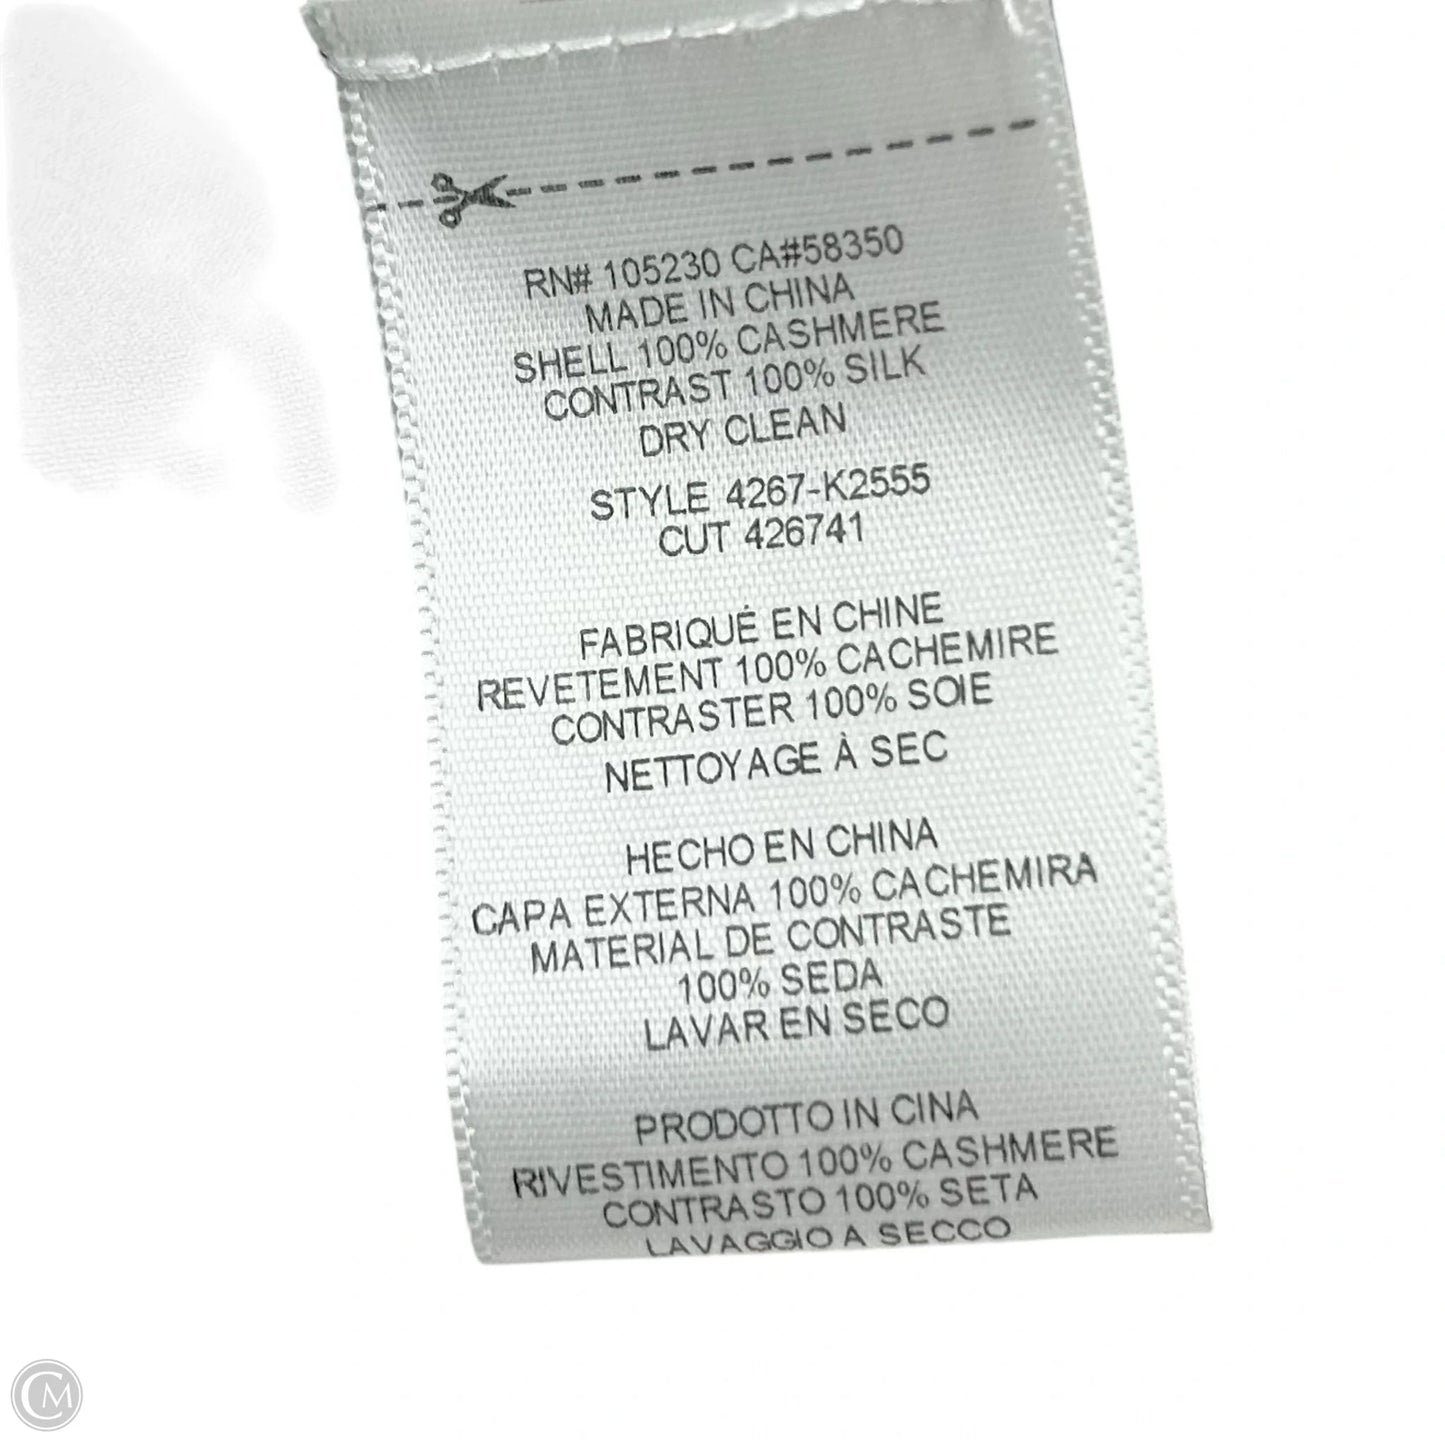 RN# 105230 CA#58350
MADE IN CHINA
SHELL 100% CASHMERE
CONTRAST 100% SILK
DRY CLEAN
STYLE 4267-K2555
CUT 426741
FABRIQUÉ EN CHINE
REVETEMENT 100% CACHEMIRE
CONTRASTER 100% SOIE
NETTOYAGE À SEC
HECHO EN CHINA
CAPA EXTERNA 100% CACHEMIRA
MATERIAL DE CONTRASTE
100% SEDA
LAVAR EN SECO
PRODOTTO IN CINA
RIVESTIMENTO 100% CASHMERE
CONTRASTO 100% SETA
LAVAGGIO A SECCO
CM